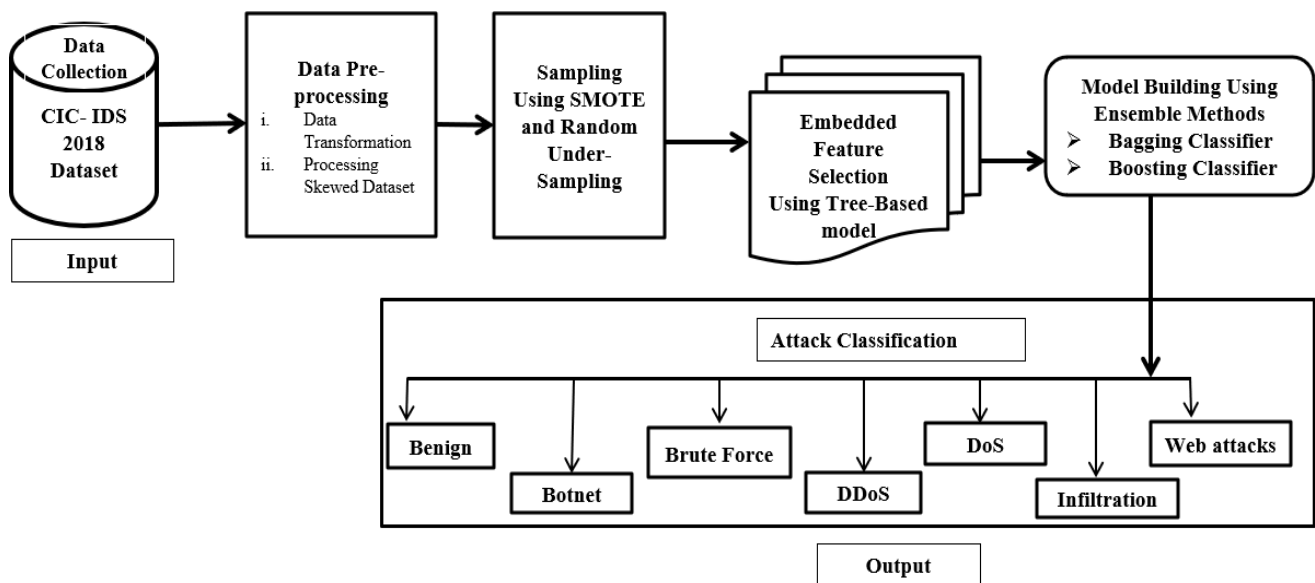 Data
Collection
CIC- IDS
2018
Dataset
Input
Data Pre-
processing
i. Data
Transformation
ii. Processing
Skewed Dataset
Sampling
Using SMOTE
and Random
Under-
Sampling
Embedded
Feature
Selection
Using Tree-Based
model
Model Building Using
Ensemble Methods
➢ Bagging Classifier
➢ Boosting Classifier
Attack Classification
Benign
Botnet
Brute Force
DDoS
DoS
Infiltration
Web attacks
Output